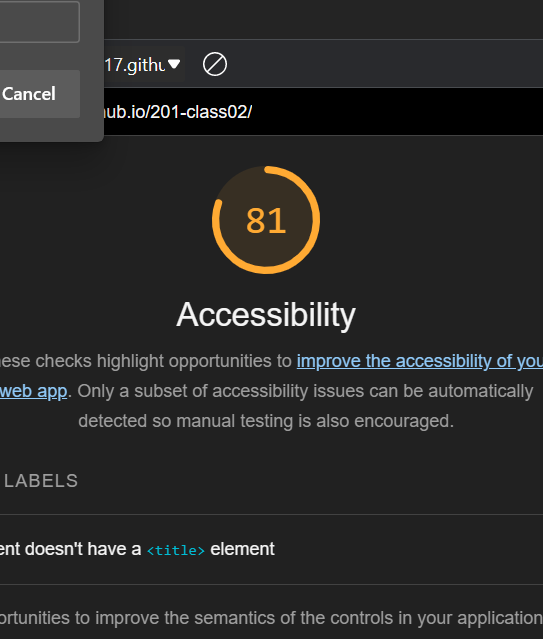 17.githu
Cancel
hub.io/201-class02/
81
Accessibility
hese checks highlight opportunities to improve the accessibility of you
web app. Only a subset of accessibility issues can be automatically
detected so manual testing is also encouraged.
LABELS
ent doesn't have a <title> element
ortunities to improve the semantics of the controls in your application